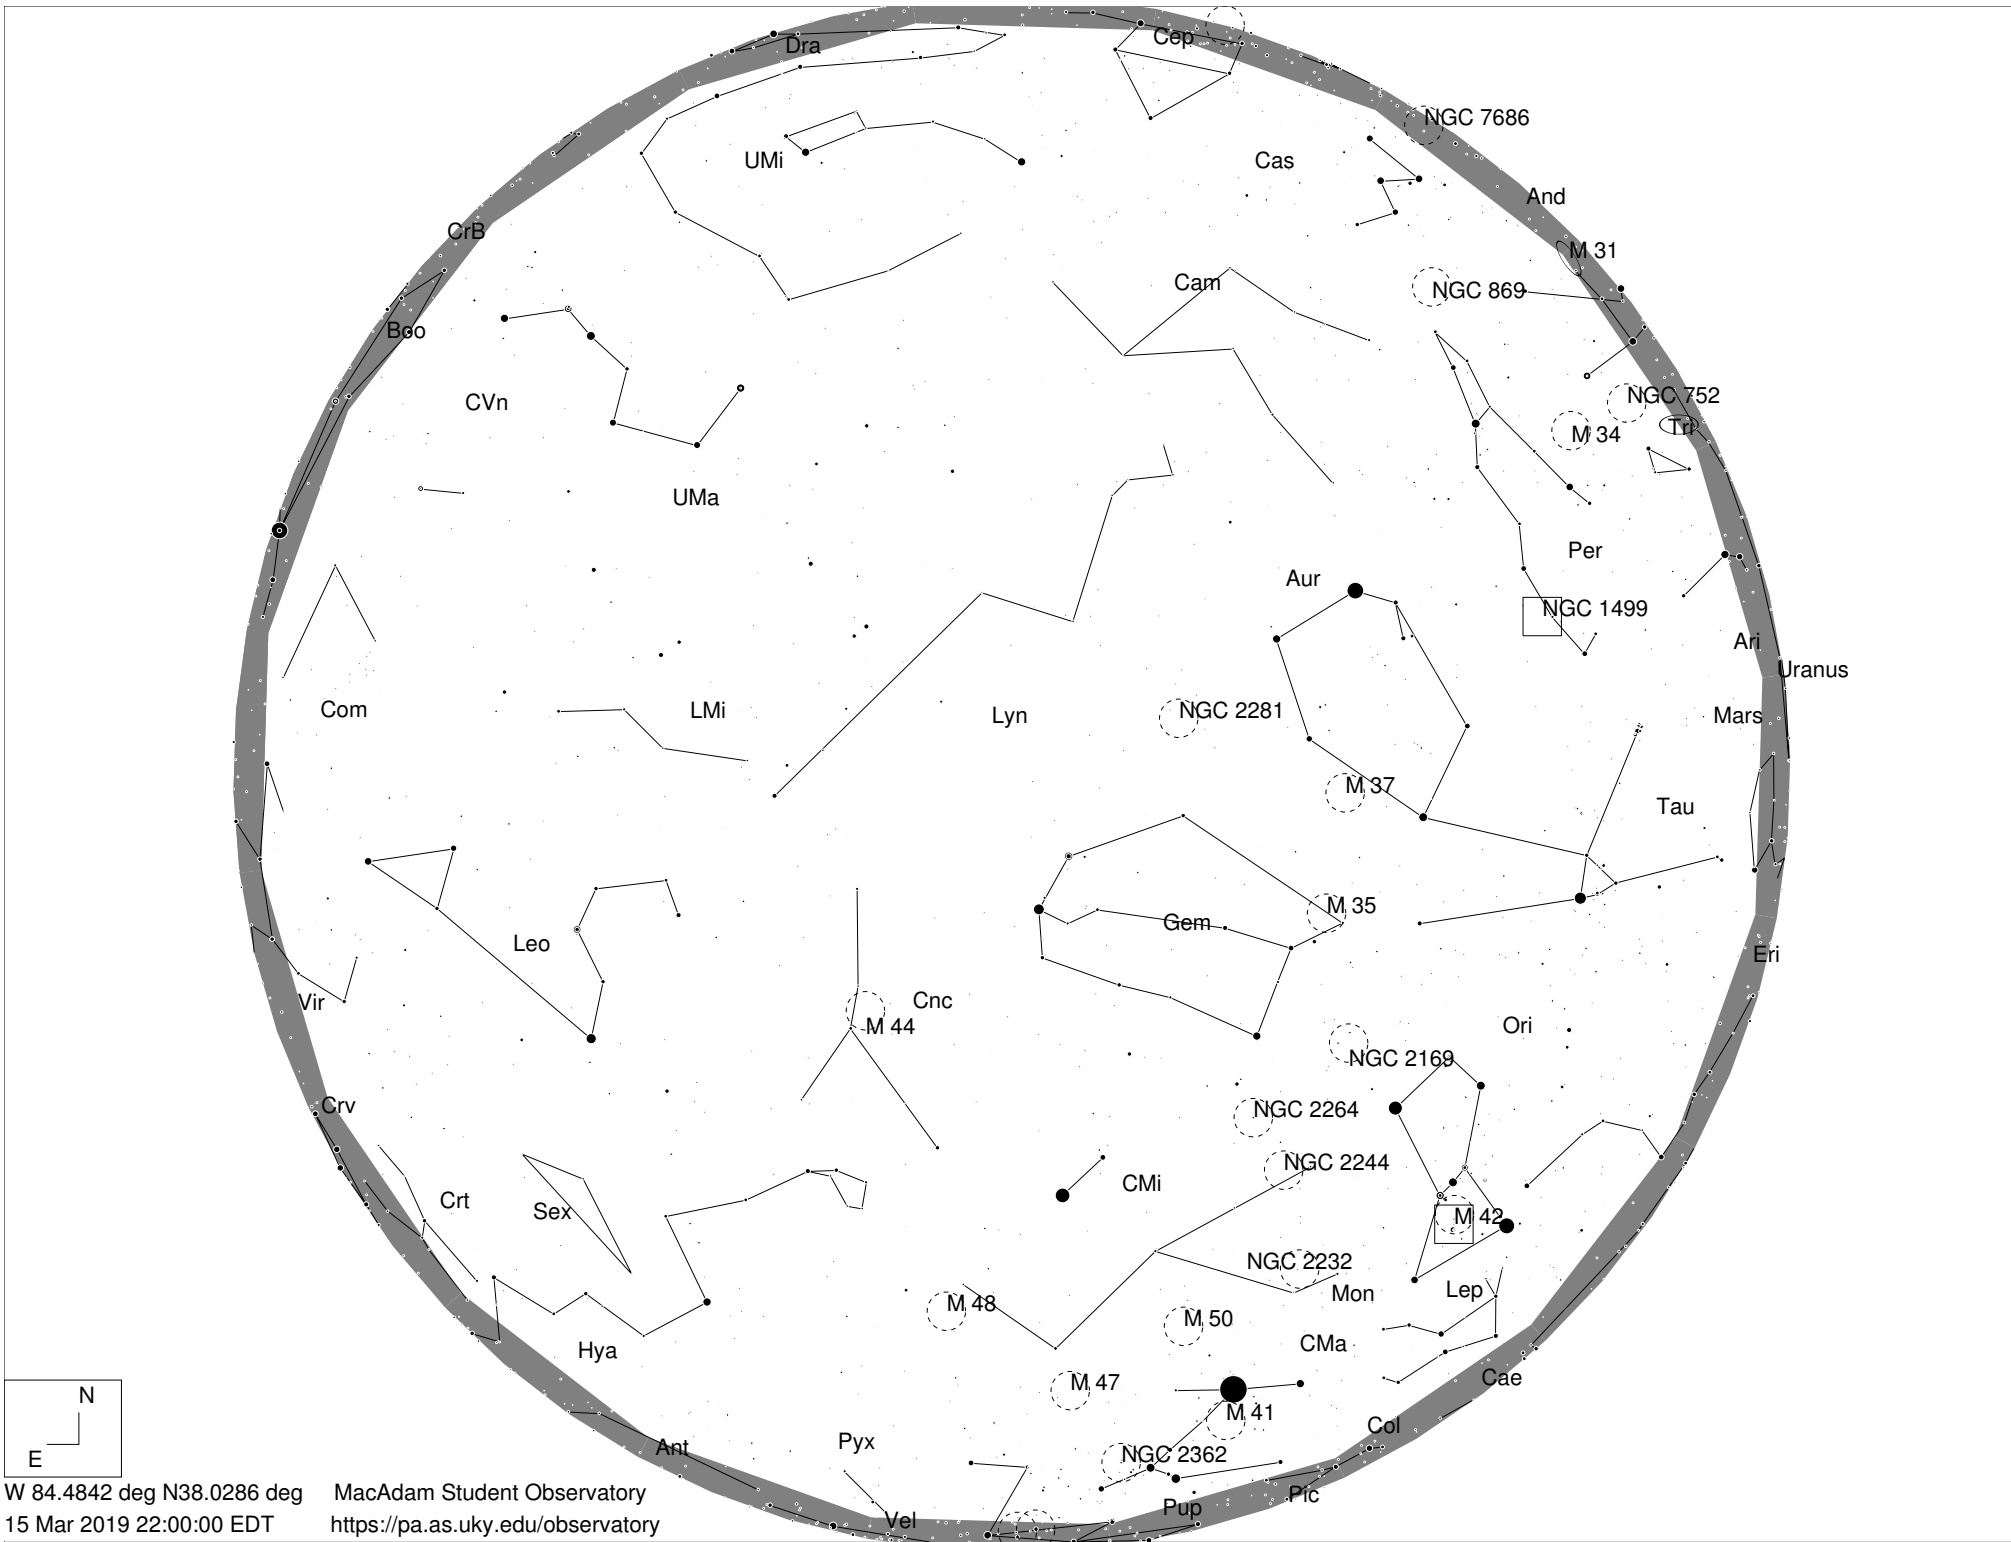 Dra
Cep
NGC 7686
UMi
Cas
And
CrB
M 31
Cam
NGC 869
Boo
CVn
NGC 752
Tri
M 34
UMa
Per
Aur
NGC 1499
Ari
Uranus
Com
LMi
Lyn
NGC 2281
Mars
M 37
Tau
M 35
Leo
Gem
Eri
Vir
Cnc
M 44
Ori
NGC 2169
Crv
NGC 2264
NGC 2244
Crt
Sex
CMi
M 42
NGC 2232
Mon
Lep
M 48
M 50
Hya
CMa
Cae
M 47
M 41
Col
Ant
Pyx
NGC 2362
Pic
Pup
Vel
N
E
W 84.4842 deg N38.0286 deg MacAdam Student Observatory
15 Mar 2019 22:00:00 EDT https://pa.as.uky.edu/observatory